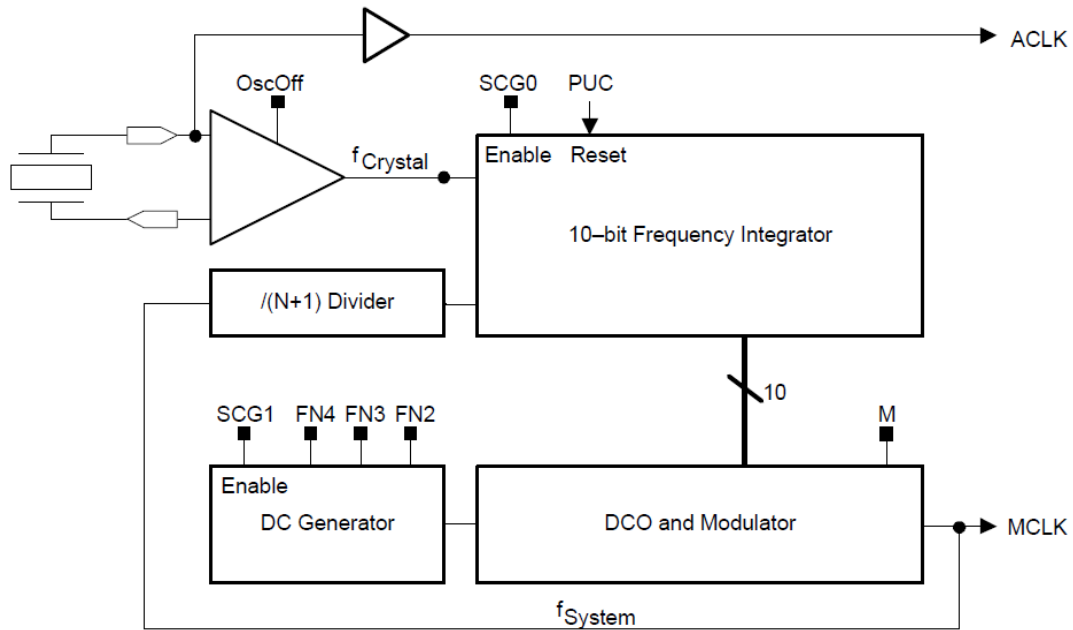 ACLK
OscOff
SCG0 PUC
fCrystal
Enable Reset
10–bit Frequency Integrator
/(N+1) Divider
10
SCG1 FN4 FN3 FN2
M
Enable
DC Generator
DCO and Modulator
MCLK
fSystem